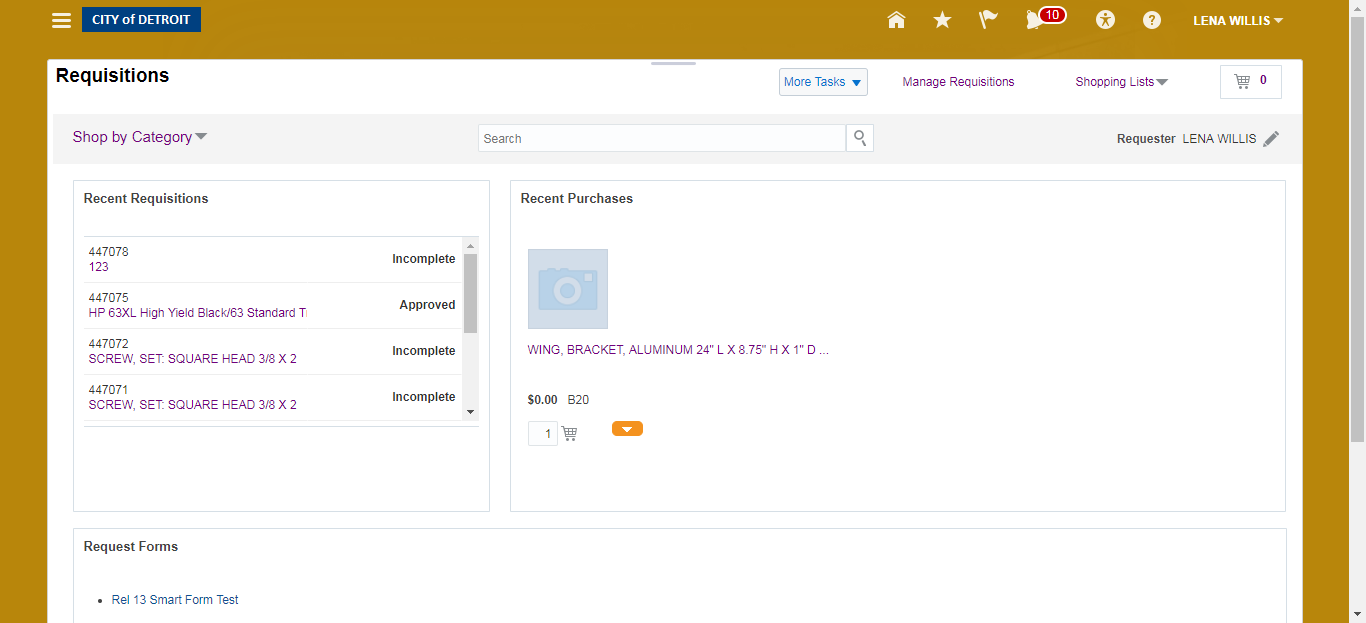 CITY of DETROIT
10
?
LENA WILLIS
Requisitions
More Tasks
Manage Requisitions
Shopping Lists
0
Shop by Category
Search
Requester LENA WILLIS
Recent Requisitions
447078
123
Incomplete
447075
HP 63XL High Yield Black/63 Standard T
Approved
447072
SCREW, SET: SQUARE HEAD 3/8 X 2
Incomplete
447071
SCREW, SET: SQUARE HEAD 3/8 X 2
Incomplete
Recent Purchases
WING, BRACKET, ALUMINUM 24" L X 8.75" H X 1" D ...
$0.00 B20
1
Request Forms
• Rel 13 Smart Form Test